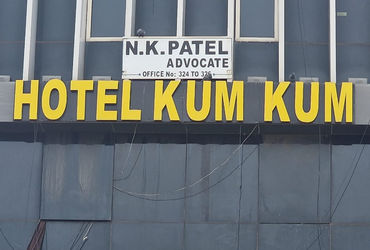 N.K. PATEL
ADVOCATE
- OFFICE No: 324 TO 326 -
HOTEL KUM KUM